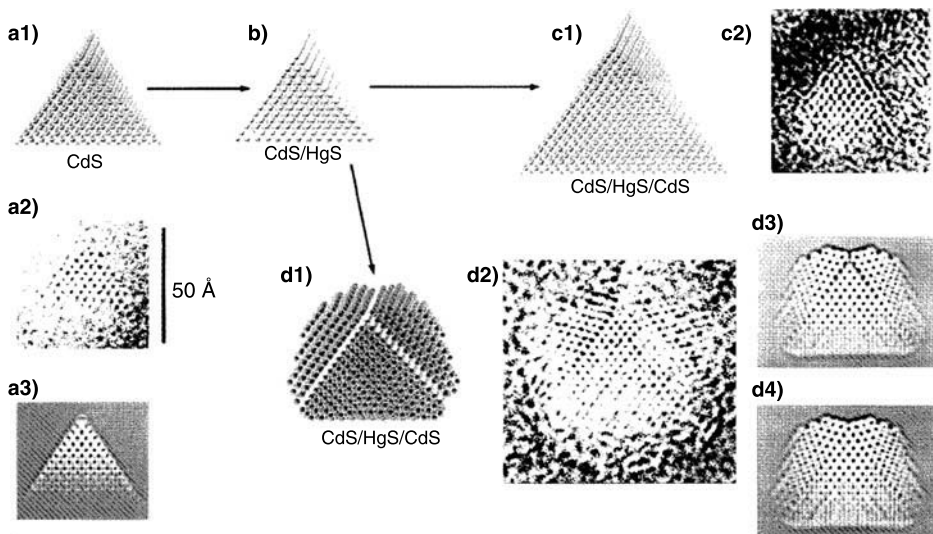 a1)
b)
c1)
c2)
CdS
CdS/HgS
CdS/HgS/CdS
a2)
50 Å
d1)
d2)
d3)
a3)
d4)
CdS/HgS/CdS